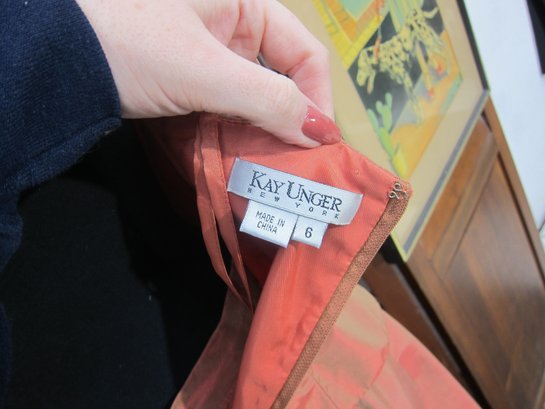 KAY UNGER
NEW YORK
MADE IN
CHINA
6